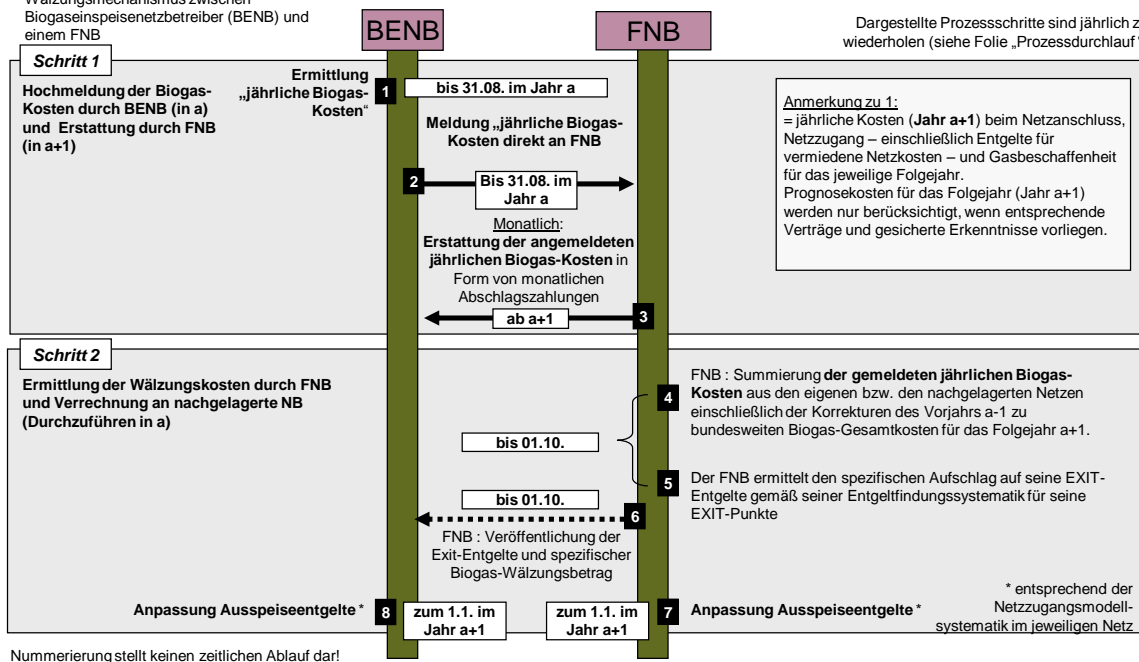 Wälzungsmechanismus zwischen
Biogaseinspeisenetzbetreiber (BENB) und
einem FNB
BENB
FNB
Dargestellte Prozessschritte sind jährlich z
wiederholen (siehe Folie „Prozessdurchlauf“
Schritt 1
Hochmeldung der Biogas-
Kosten durch BENB (in a)
und Erstattung durch FNB
(in a+1)
Ermittlung
„jährliche Biogas-
Kosten“
1
bis 31.08. im Jahr a
Meldung „jährliche Biogas-
Kosten direkt an FNB
2
Bis 31.08. im
Jahr a
Monatlich:
Erstattung der angemeldeten
jährlichen Biogas-Kosten in
Form von monatlichen
Abschlagszahlungen
ab a+1
3
Anmerkung zu 1:
= jährliche Kosten (Jahr a+1) beim Netzanschluss,
Netzzugang – einschließlich Entgelte für
vermiedene Netzkosten – und Gasbeschaffenheit
für das jeweilige Folgejahr.
Prognosekosten für das Folgejahr (Jahr a+1)
werden nur berücksichtigt, wenn entsprechende
Verträge und gesicherte Erkenntnisse vorliegen.
Schritt 2
Ermittlung der Wälzungskosten durch FNB
und Verrechnung an nachgelagerte NB
(Durchzuführen in a)
4
FNB : Summierung der gemeldeten jährlichen Biogas-
Kosten aus den eigenen bzw. den nachgelagerten Netzen
einschließlich der Korrekturen des Vorjahrs a-1 zu
bundesweiten Biogas-Gesamtkosten für das Folgejahr a+1.
bis 01.10.
5
Der FNB ermittelt den spezifischen Aufschlag auf seine EXIT-
Entgelte gemäß seiner Entgeltfindungssystematik für seine
EXIT-Punkte
bis 01.10.
6
FNB : Veröffentlichung der
Exit-Entgelte und spezifischer
Biogas-Wälzungsbetrag
Anpassung Ausspeiseentgelte *
8
zum 1.1. im
Jahr a+1
zum 1.1. im
Jahr a+1
7
Anpassung Ausspeiseentgelte *
* entsprechend der
Netzzugangsmodell-
systematik im jeweiligen Netz
Nummerierung stellt keinen zeitlichen Ablauf dar!